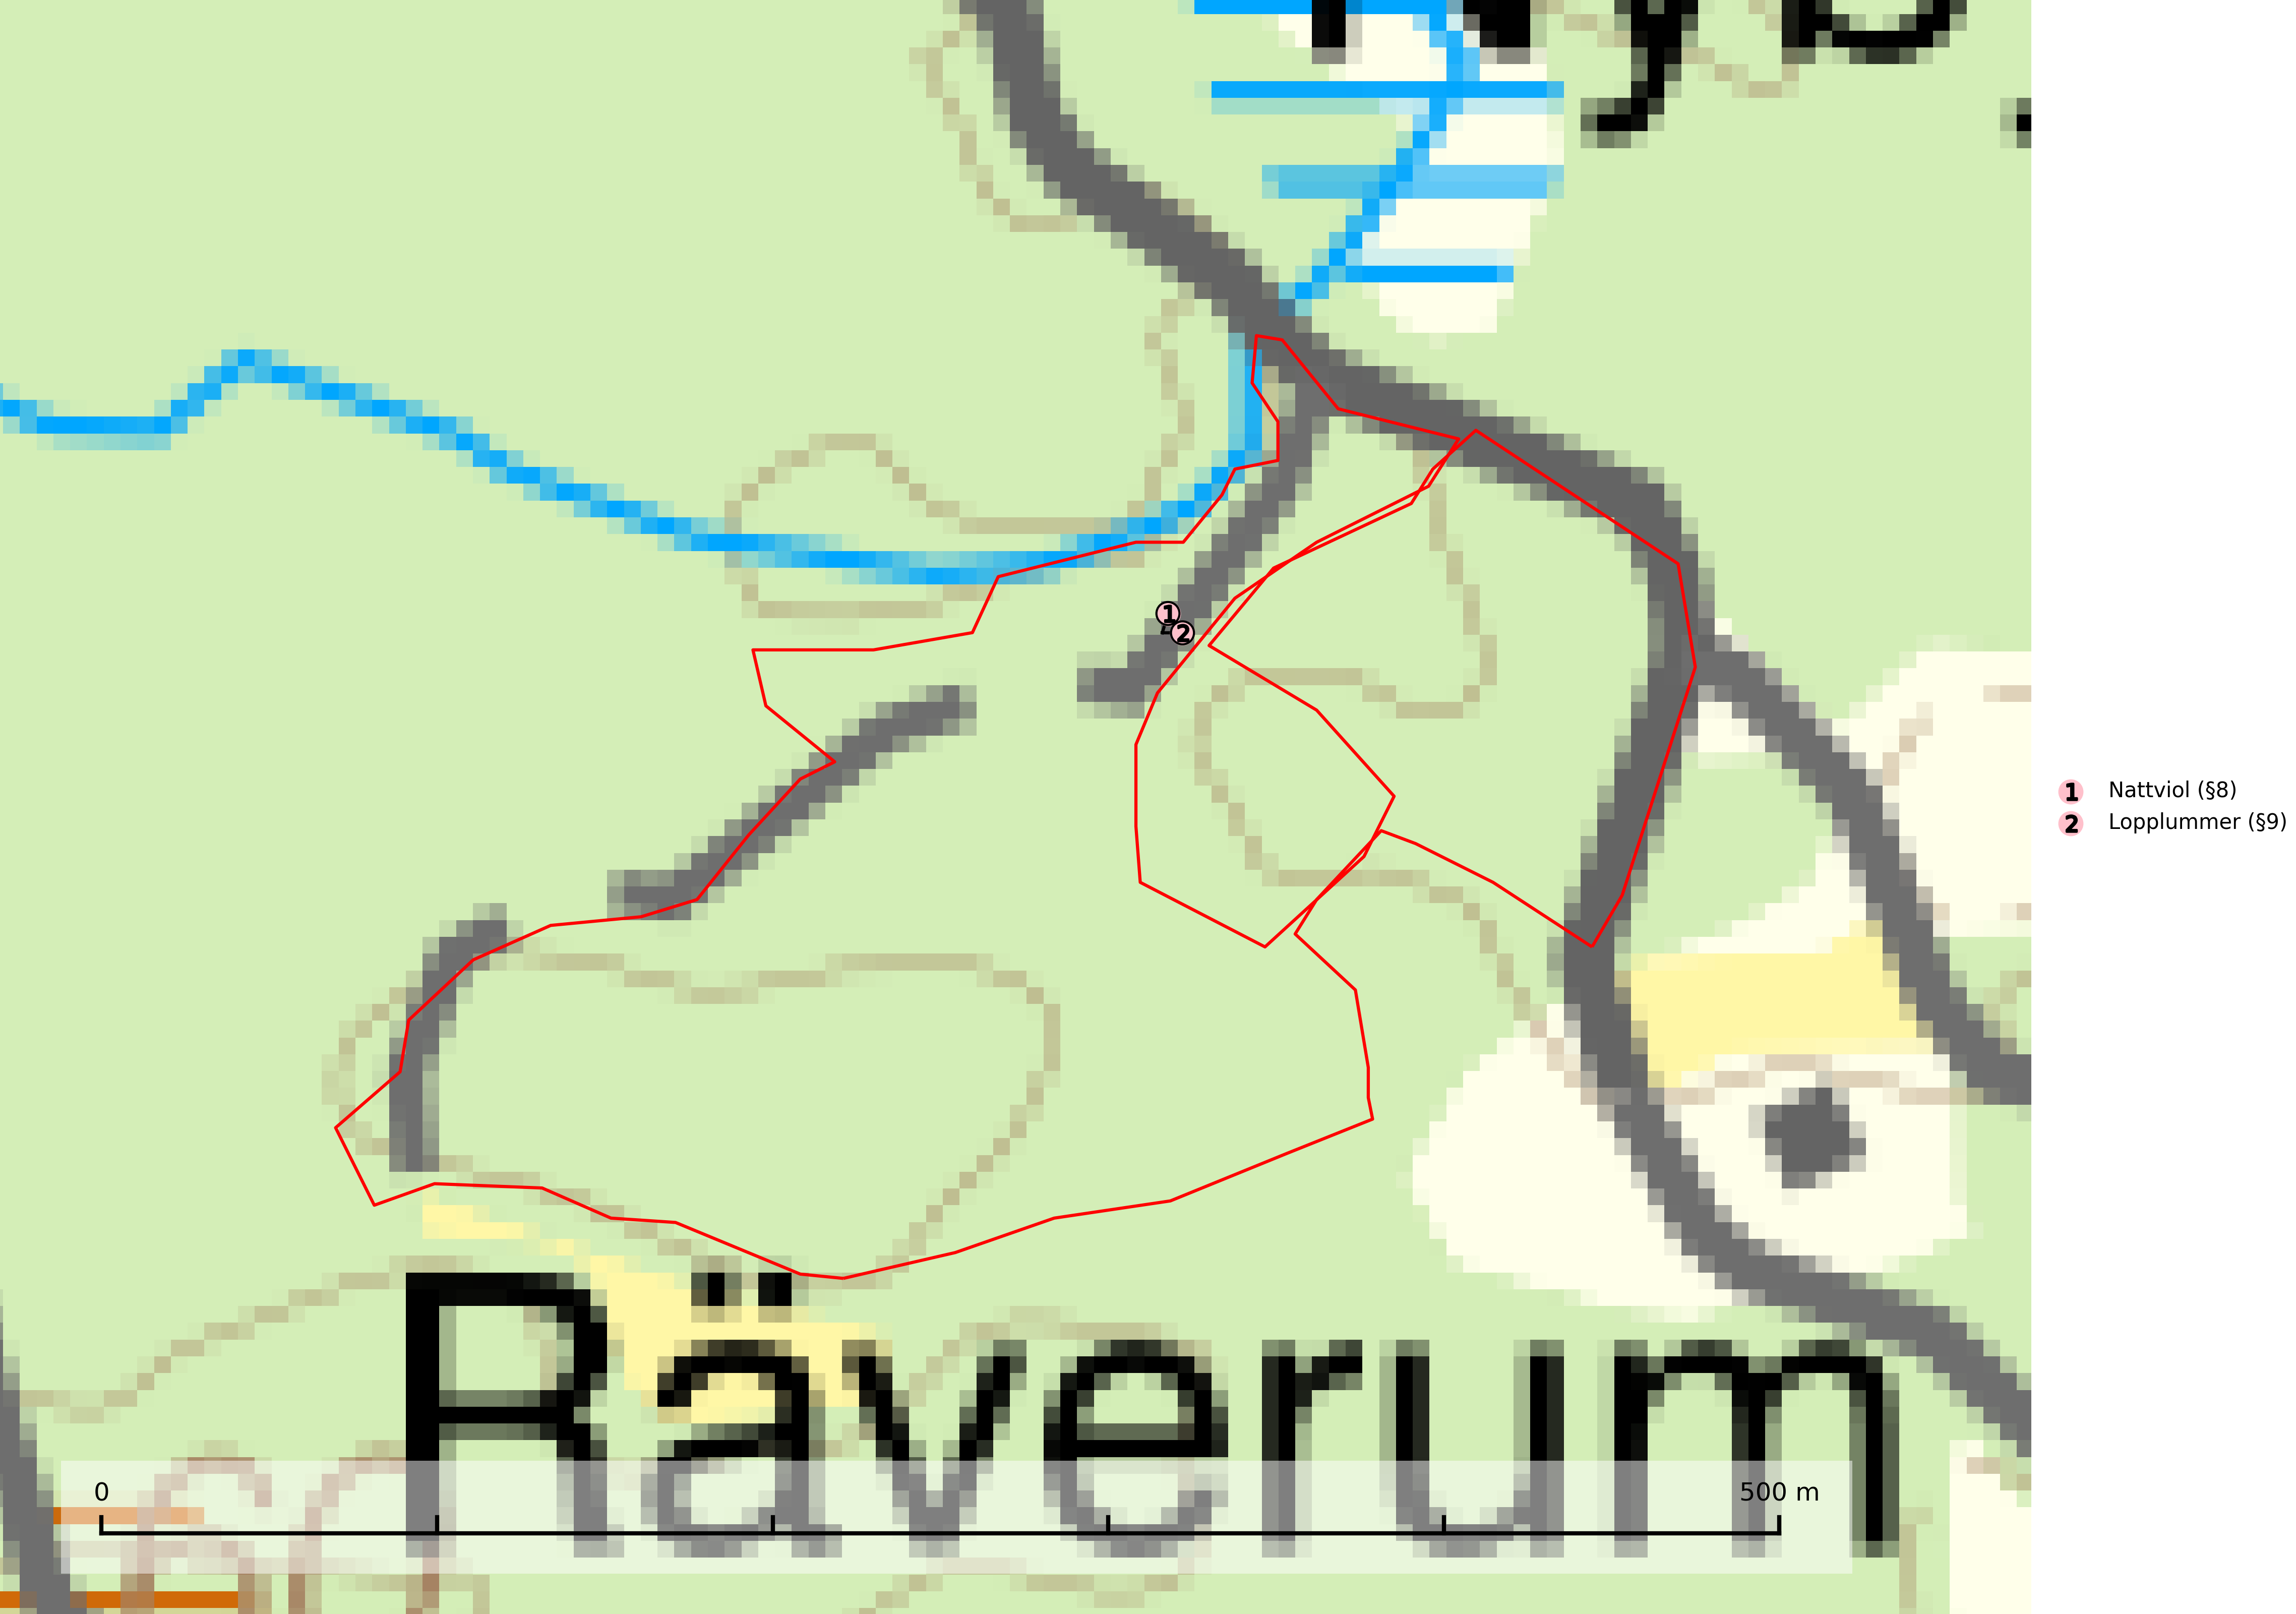 1
2
1 Nattviol (§8)
2 Lopplummer (§9)
Räverum
0 500 m